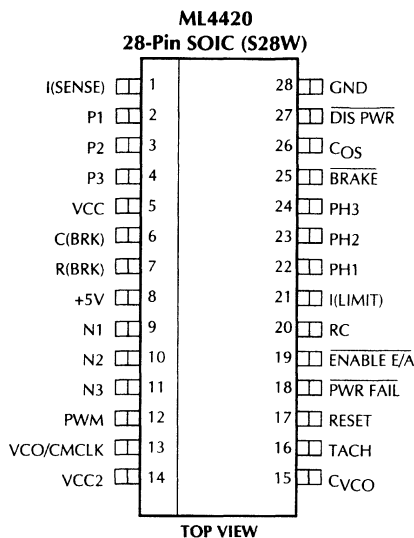 ML4420
28-Pin SOIC (S28W)
I(SENSE) 1 28 GND
P1 2 27 DIS PWR
P2 3 26 COS
P3 4 25 BRAKE
VCC 5 24 PH3
C(BRK) 6 23 PH2
R(BRK) 7 22 PH1
+5V 8 21 I(LIMIT)
N1 9 20 RC
N2 10 19 ENABLE E/A
N3 11 18 PWR FAIL
PWM 12 17 RESET
VCO/CMCLK 13 16 TACH
VCC2 14 15 CVCO
TOP VIEW